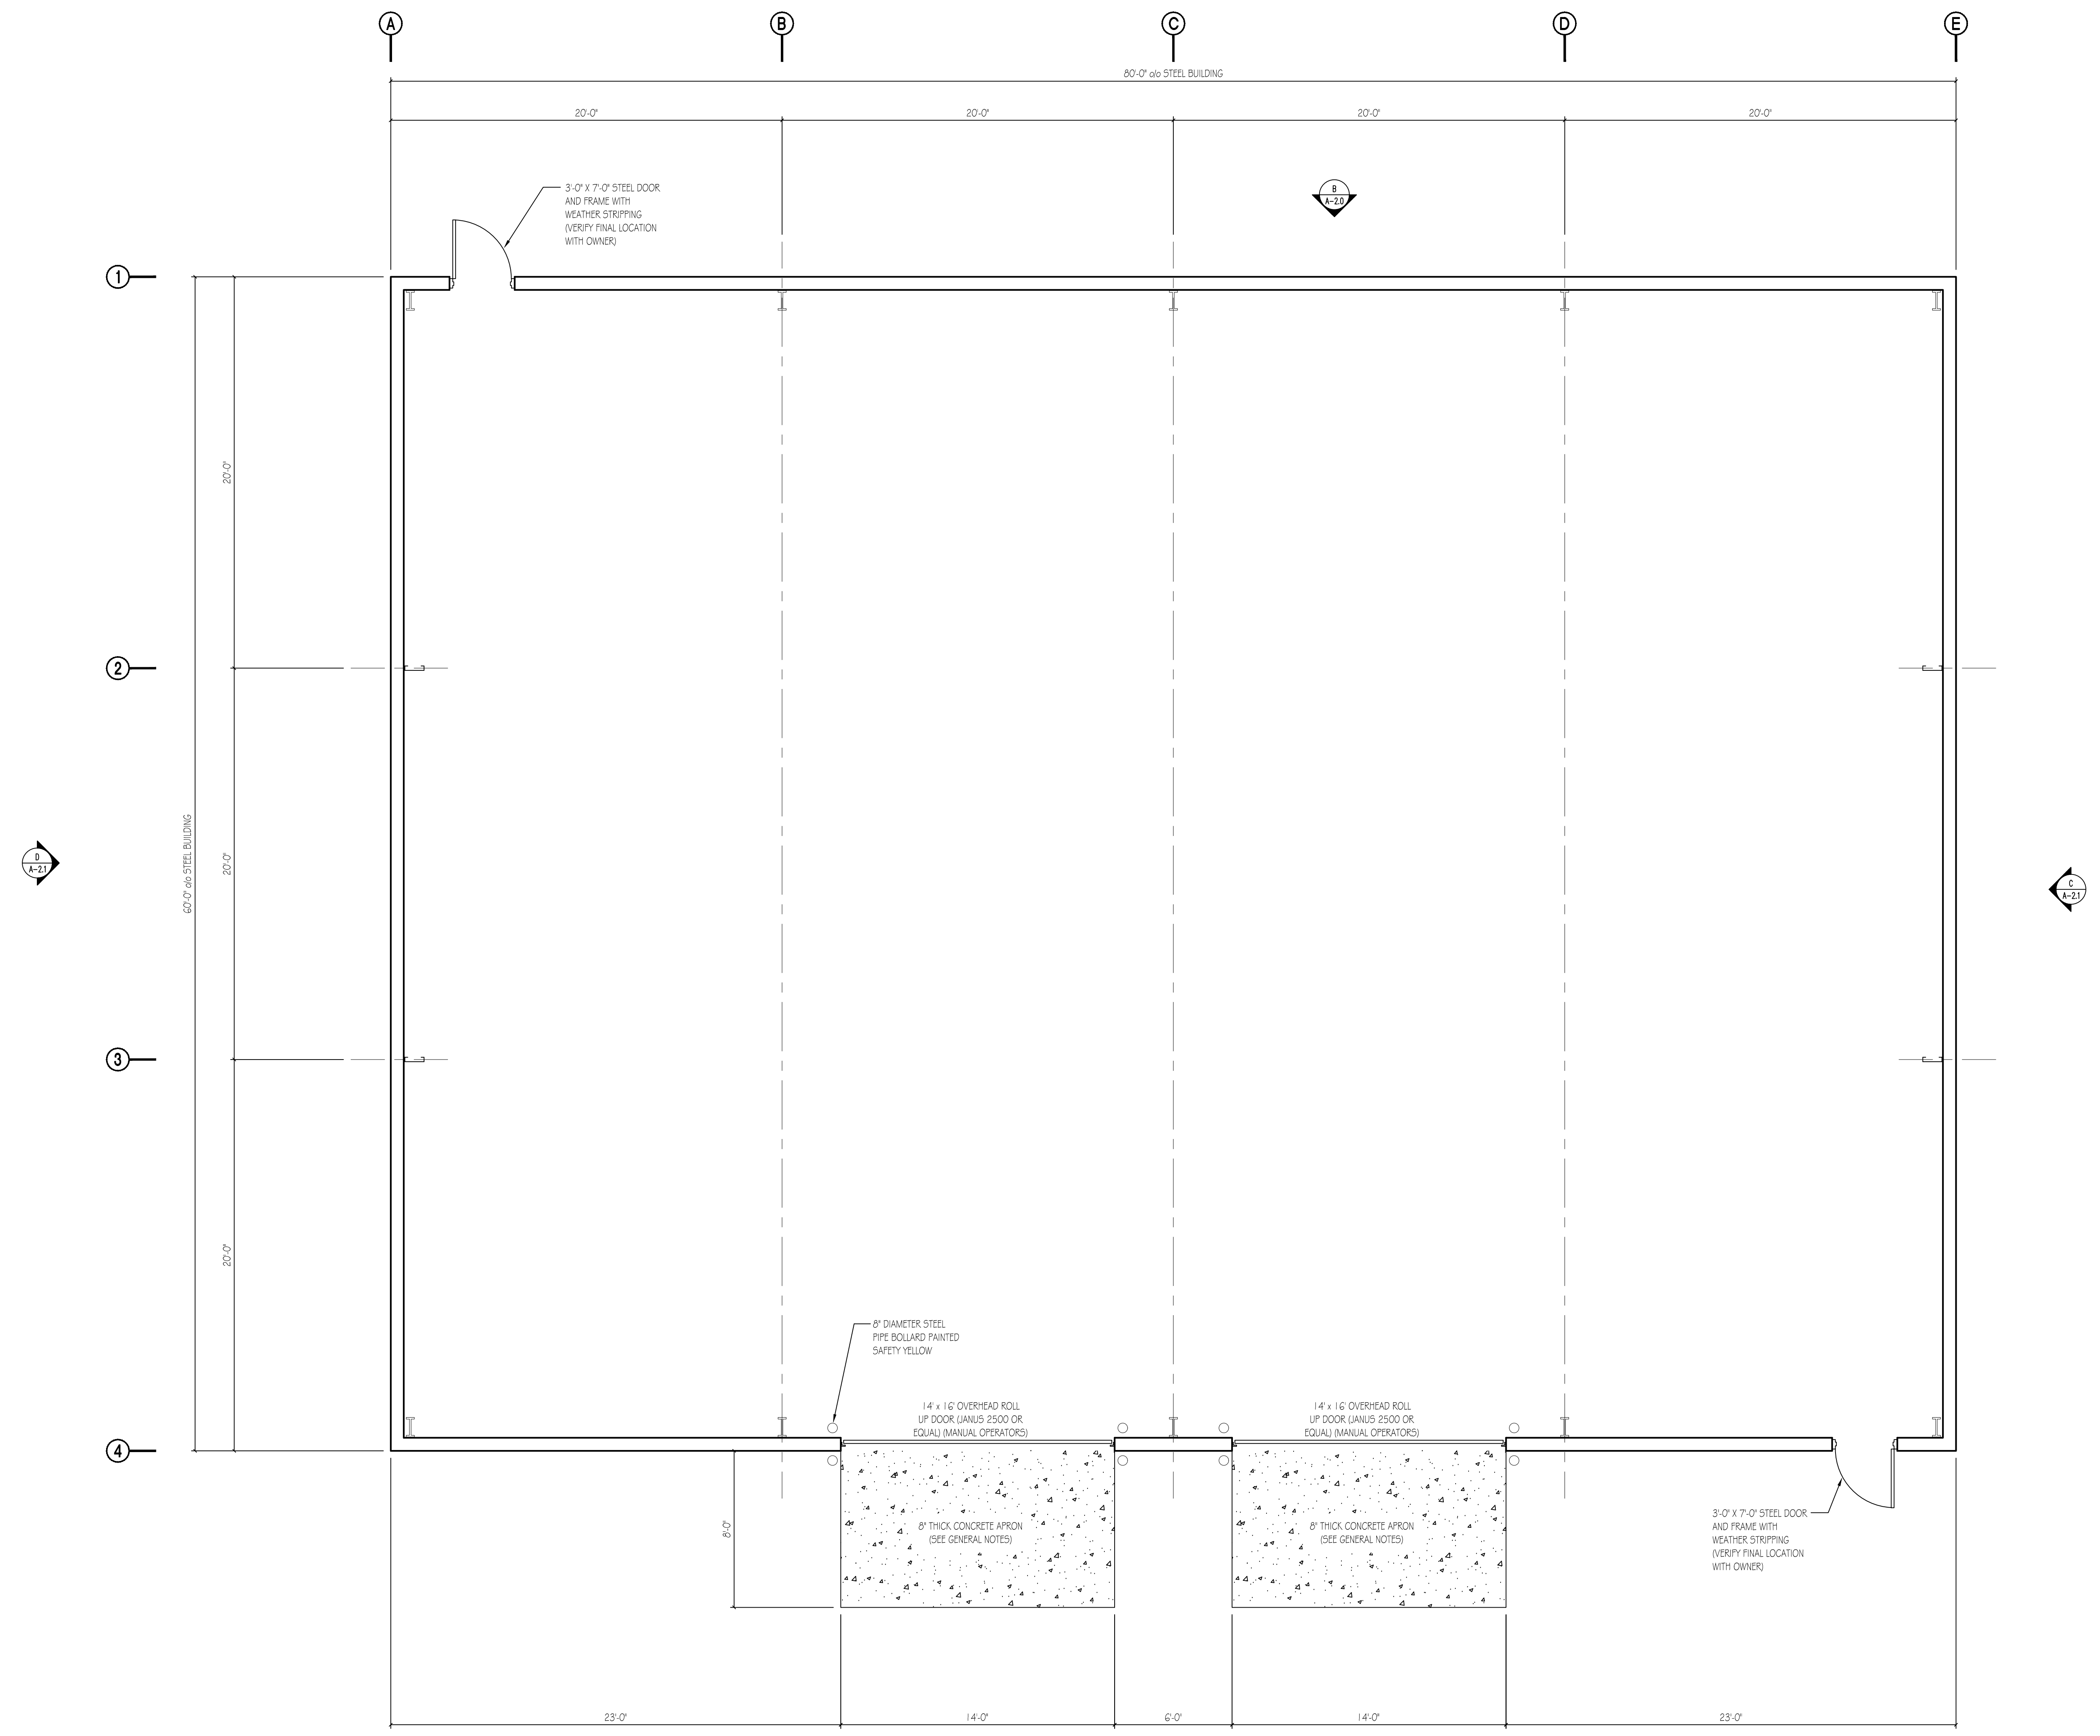 A
B
C
D
E
80'-0" o/o STEEL BUILDING
20'-0"
20'-0"
20'-0"
20'-0"
3'-0" X 7'-0" STEEL DOOR
AND FRAME WITH
WEATHER STRIPPING
(VERIFY FINAL LOCATION
WITH OWNER)
B
A-2.0
1
20'-0"
2
60'-0" o/o STEEL BUILDING
20'-0"
D
A-2.1
C
A-2.1
3
20'-0"
8" DIAMETER STEEL
PIPE BOLLARD PAINTED
SAFETY YELLOW
14' x 16' OVERHEAD ROLL
UP DOOR (JANUS 2500 OR
EQUAL) (MANUAL OPERATORS)
14' x 16' OVERHEAD ROLL
UP DOOR (JANUS 2500 OR
EQUAL) (MANUAL OPERATORS)
4
8'-0"
8" THICK CONCRETE APRON
(SEE GENERAL NOTES)
8" THICK CONCRETE APRON
(SEE GENERAL NOTES)
3'-0" X 7'-0" STEEL DOOR
AND FRAME WITH
WEATHER STRIPPING
(VERIFY FINAL LOCATION
WITH OWNER)
23'-0"
14'-0"
6'-0"
14'-0"
23'-0"